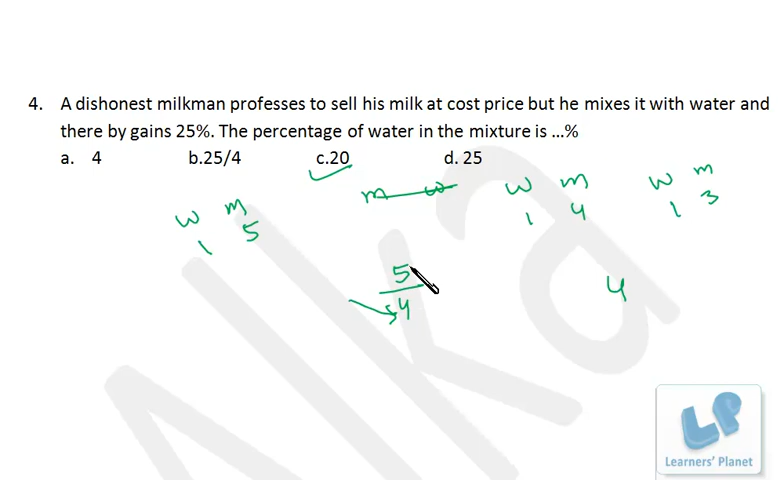 4. A dishonest milkman professes to sell his milk at cost price but he mixes it with water and
there by gains 25%. The percentage of water in the mixture is ...%
a. 4 b.25/4 c.20 d. 25
m w
w m
1 5
w m
1 4
w m
1 3
5
4
4
Alka
LP
Learners' Planet